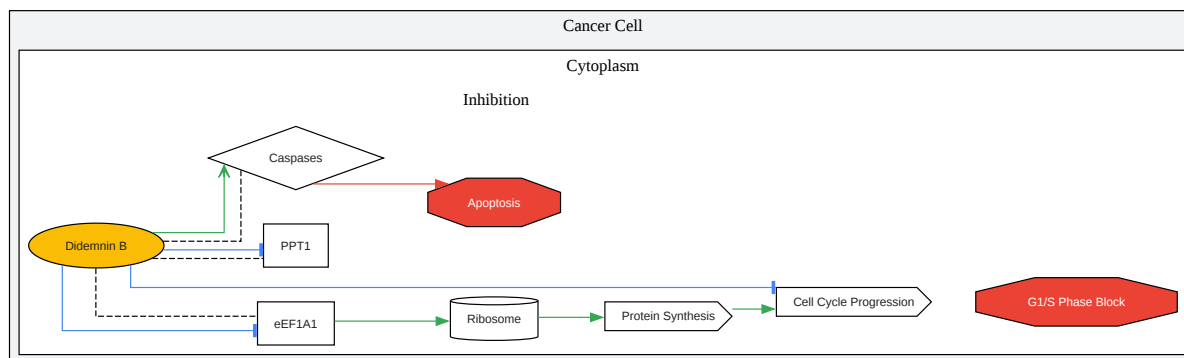 Cancer Cell
Cytoplasm
Inhibition
Caspases
Apoptosis
Didemnin B
PPT1
eEF1A1
Ribosome
Protein Synthesis
Cell Cycle Progression
G1/S Phase Block